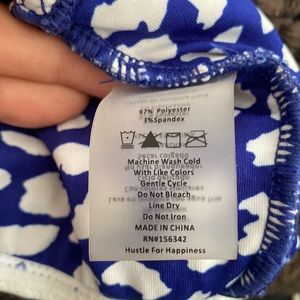 97% Polyester
3%Spandex
Machine Wash Cold
With Like Colors
Gentle Cycle
Do Not Bleach
Line Dry
Do Not Iron
MADE IN CHINA
RN#156342
Hustle For Happiness